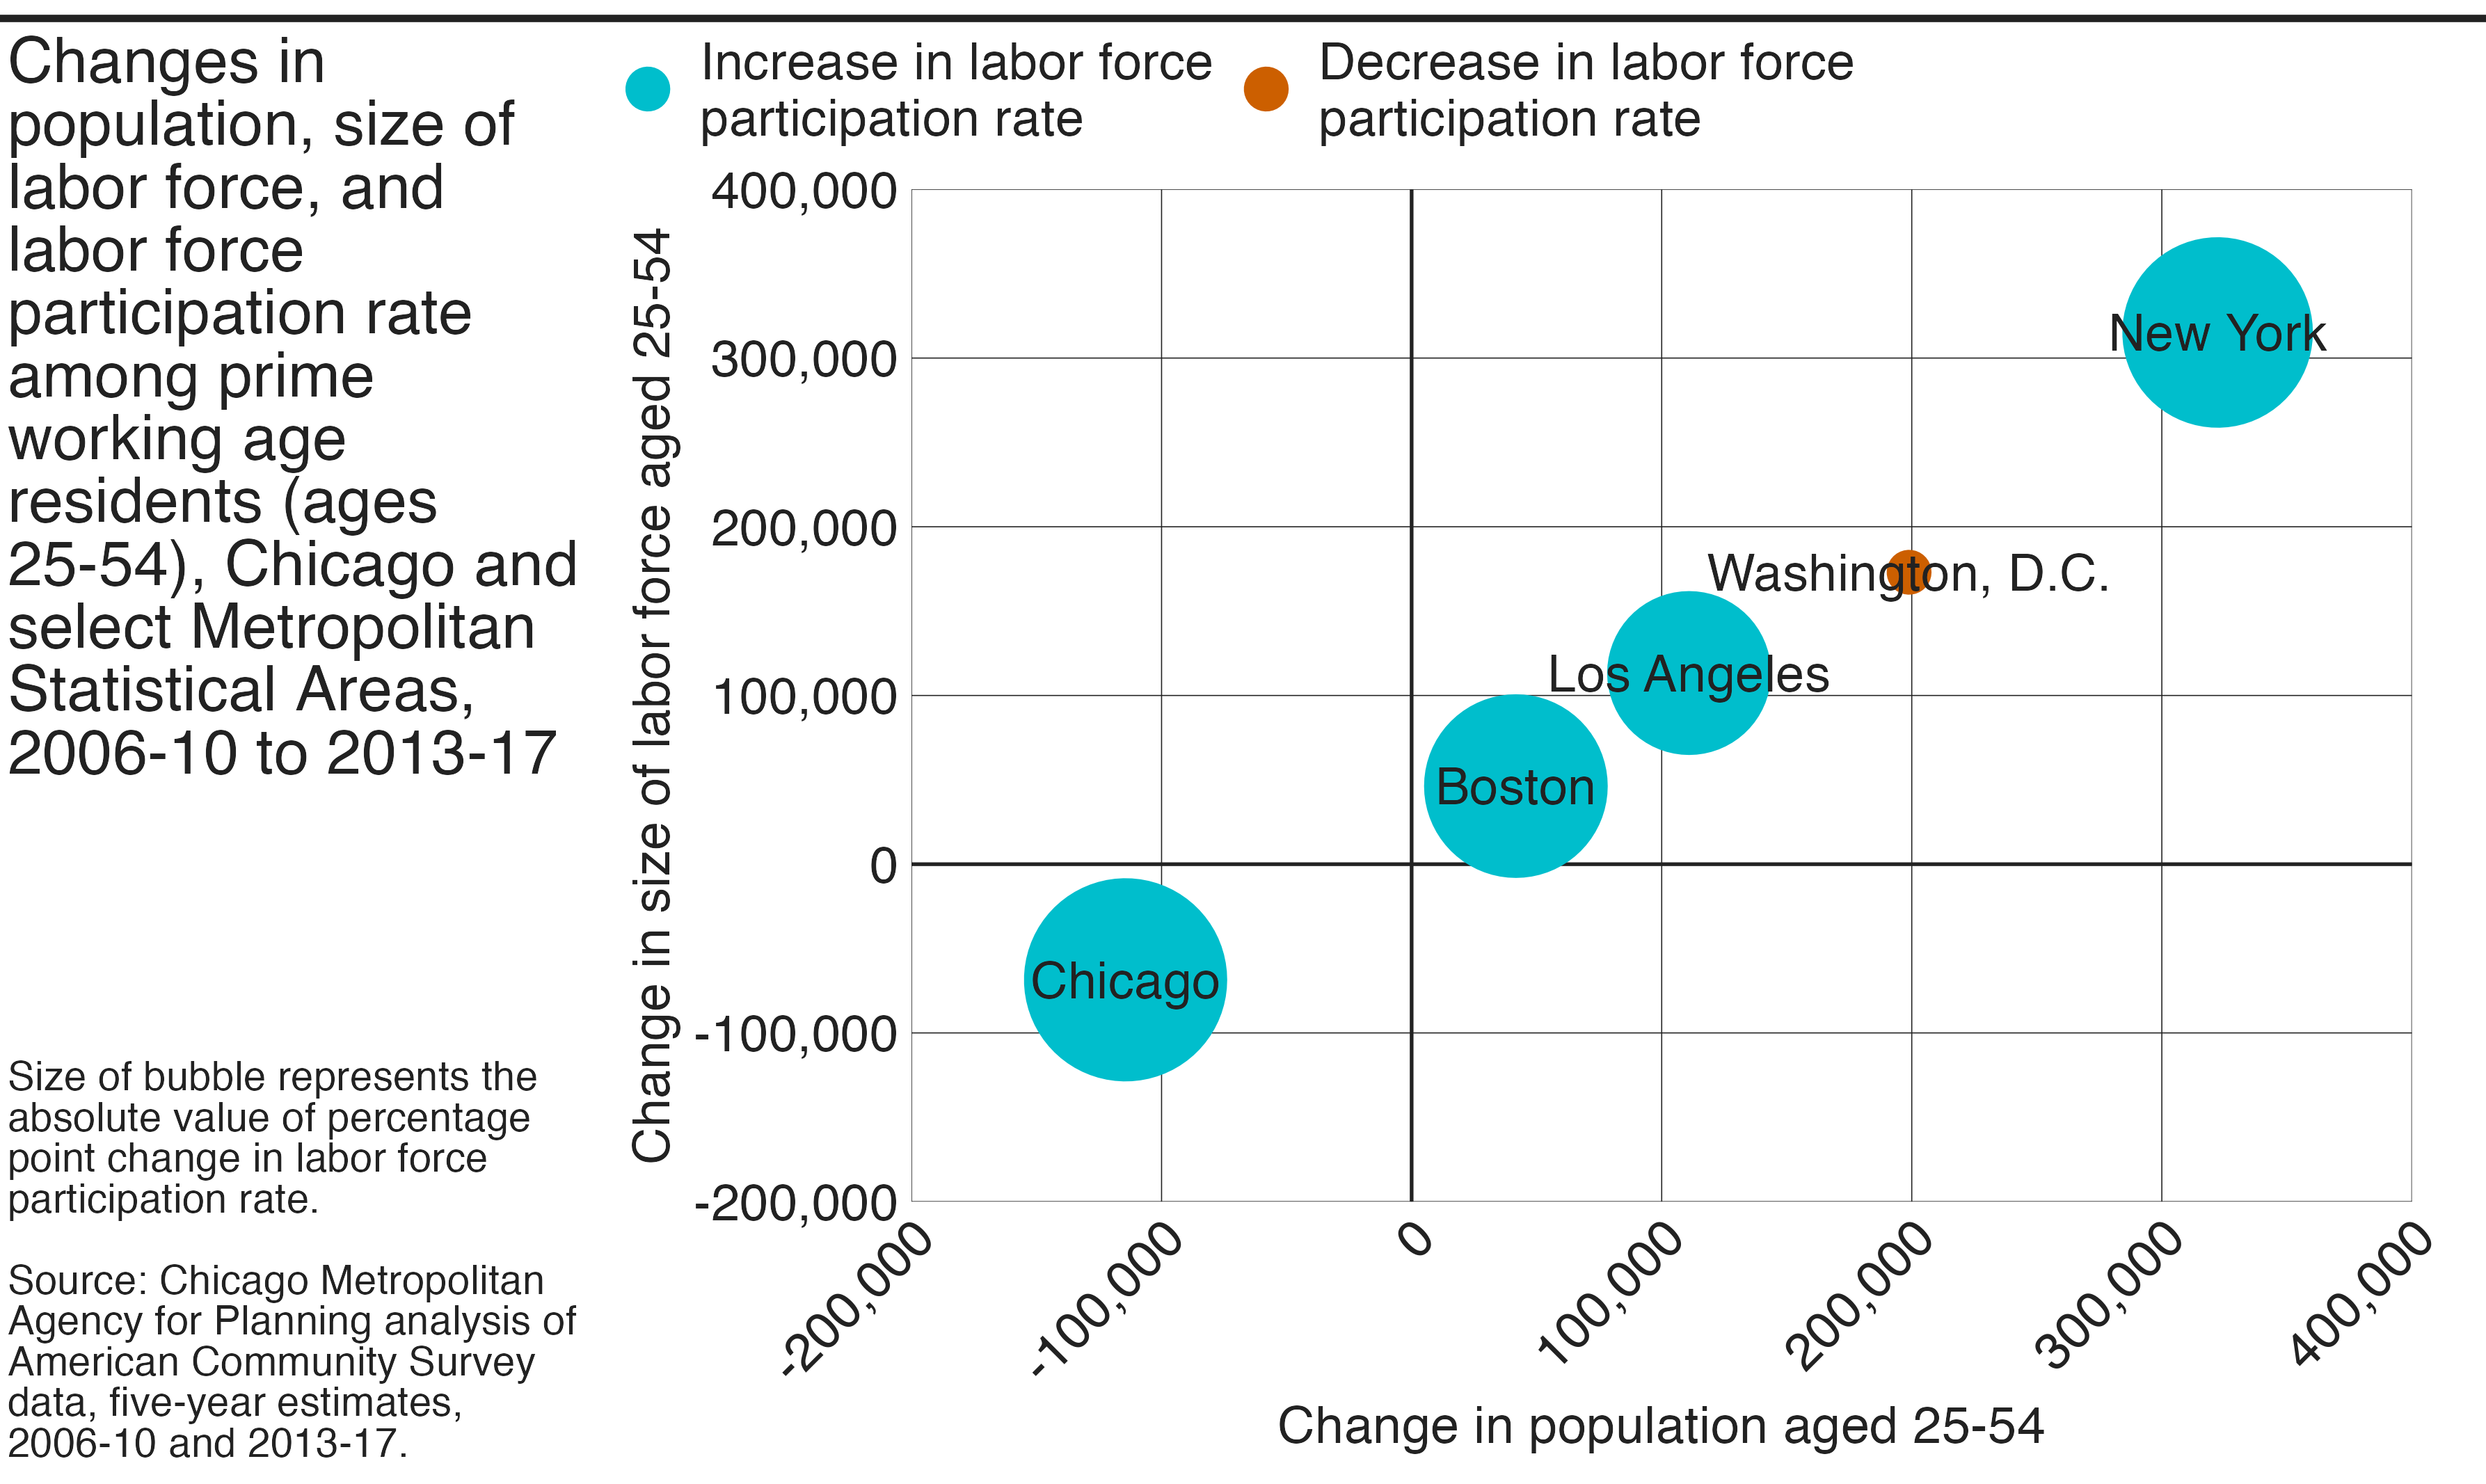 Changes in
population, size of
labor force, and
labor force
participation rate
among prime
working age
residents (ages
25-54), Chicago and
select Metropolitan
Statistical Areas,
2006-10 to 2013-17
Size of bubble represents the
absolute value of percentage
point change in labor force
participation rate.
Source: Chicago Metropolitan
Agency for Planning analysis of
American Community Survey
data, five-year estimates,
2006-10 and 2013-17.
Increase in labor force
participation rate
Decrease in labor force
participation rate
Change in size of labor force aged 25-54
400,000
300,000
200,000
100,000
0
-100,000
-200,000
New York
Washington, D.C.
Los Angeles
Boston
Chicago
-200,000
-100,000
0
100,000
200,000
300,000
400,000
Change in population aged 25-54